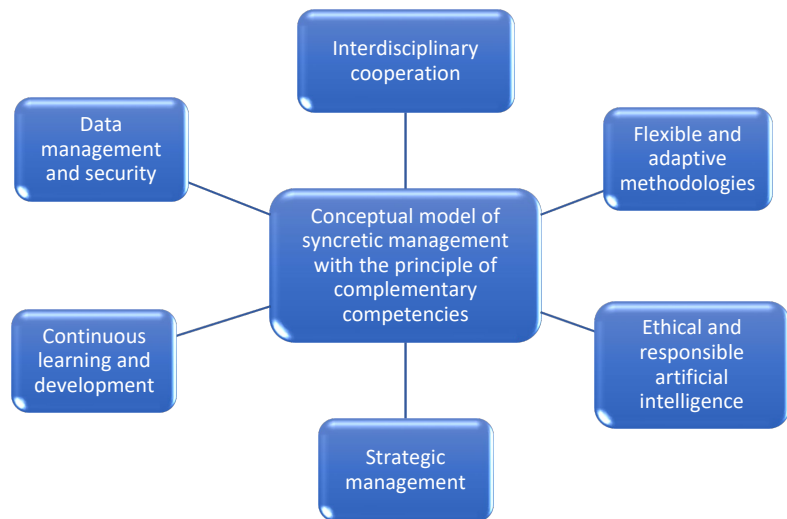 Interdisciplinary
cooperation
Data
management
and security
Flexible and
adaptive
methodologies
Conceptual model of
syncretic management
with the principle of
complementary
competencies
Continuous
learning and
development
Ethical and
responsible
artificial
intelligence
Strategic
management